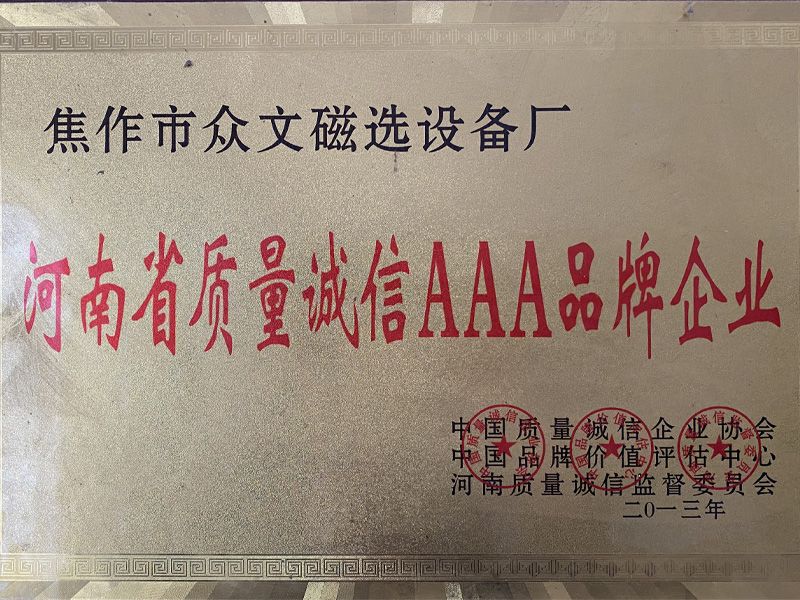 焦作市众文磁选设备厂
河南省质量诚信AAA品牌企业
中国质量诚信企业协会
中国品牌价值评估中心
河南质量诚信监督委员会
二〇一三年